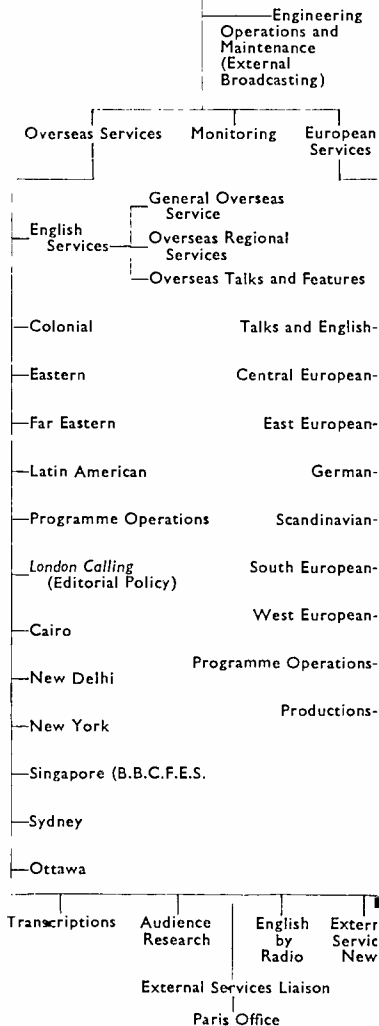 Engineering
Operations and
Maintenance
(External
Broadcasting)
Overseas Services
Monitoring
European
Services
English
Services
General Overseas
Service
Overseas Regional
Services
Overseas Talks and Features
Colonial
Eastern
Far Eastern
Latin American
Programme Operations
London Calling
(Editorial Policy)
Cairo
New Delhi
New York
Singapore (B.B.C.F.E.S.
Sydney
Ottawa
Talks and English
Central European
East European
German
Scandinavian
South European
West European
Programme Operations
Productions
Transcriptions
Audience
Research
English
by
Radio
Extern
Servic
New
External Services Liaison
Paris Office